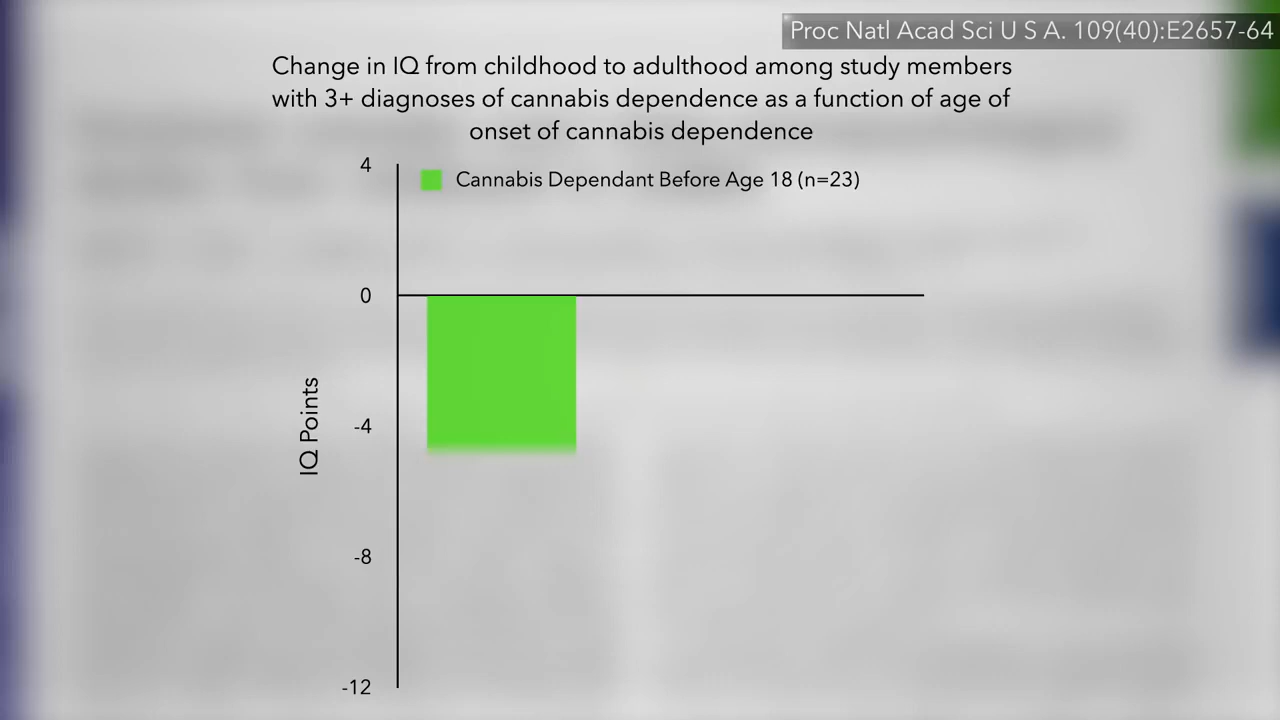 Proc Natl Acad Sci U S A. 109(40):E2657-64
Change in IQ from childhood to adulthood among study members
with 3+ diagnoses of cannabis dependence as a function of age of
onset of cannabis dependence
4
Cannabis Dependant Before Age 18 (n=23)
0
IQ Points
-4
-8
-12